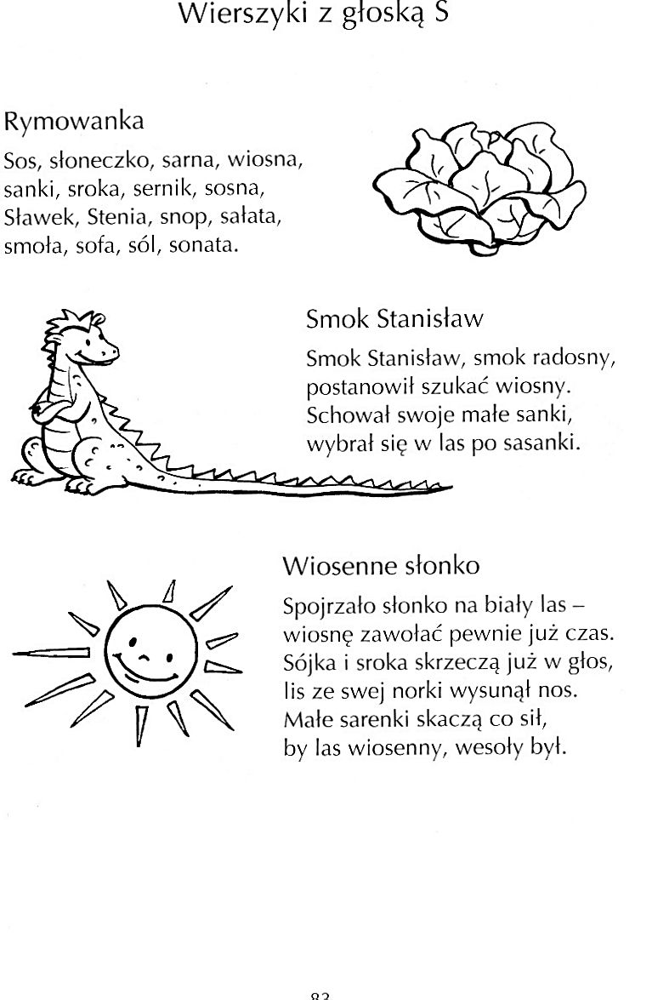 Wierszyki z głoską S
Rymowanka
Sos, słoneczko, sarna, wiosna,
sanki, sroka, sernik, sosna,
Sławek, Stenia, snop, sałata,
smoła, sofa, sól, sonata.
Smok Stanisław
Smok Stanisław, smok radosny,
postanowił szukać wiosny.
Schował swoje małe sanki,
wybrał się w las po sasanki.
Wiosenne słonko
Spojrzało słonko na biały las –
wiosnę zawołać pewnie już czas.
Sójka i sroka skrzeczą już w głos,
lis ze swej norki wysunął nos.
Małe sarenki skaczą co sił,
by las wiosenny, wesoły był.
83